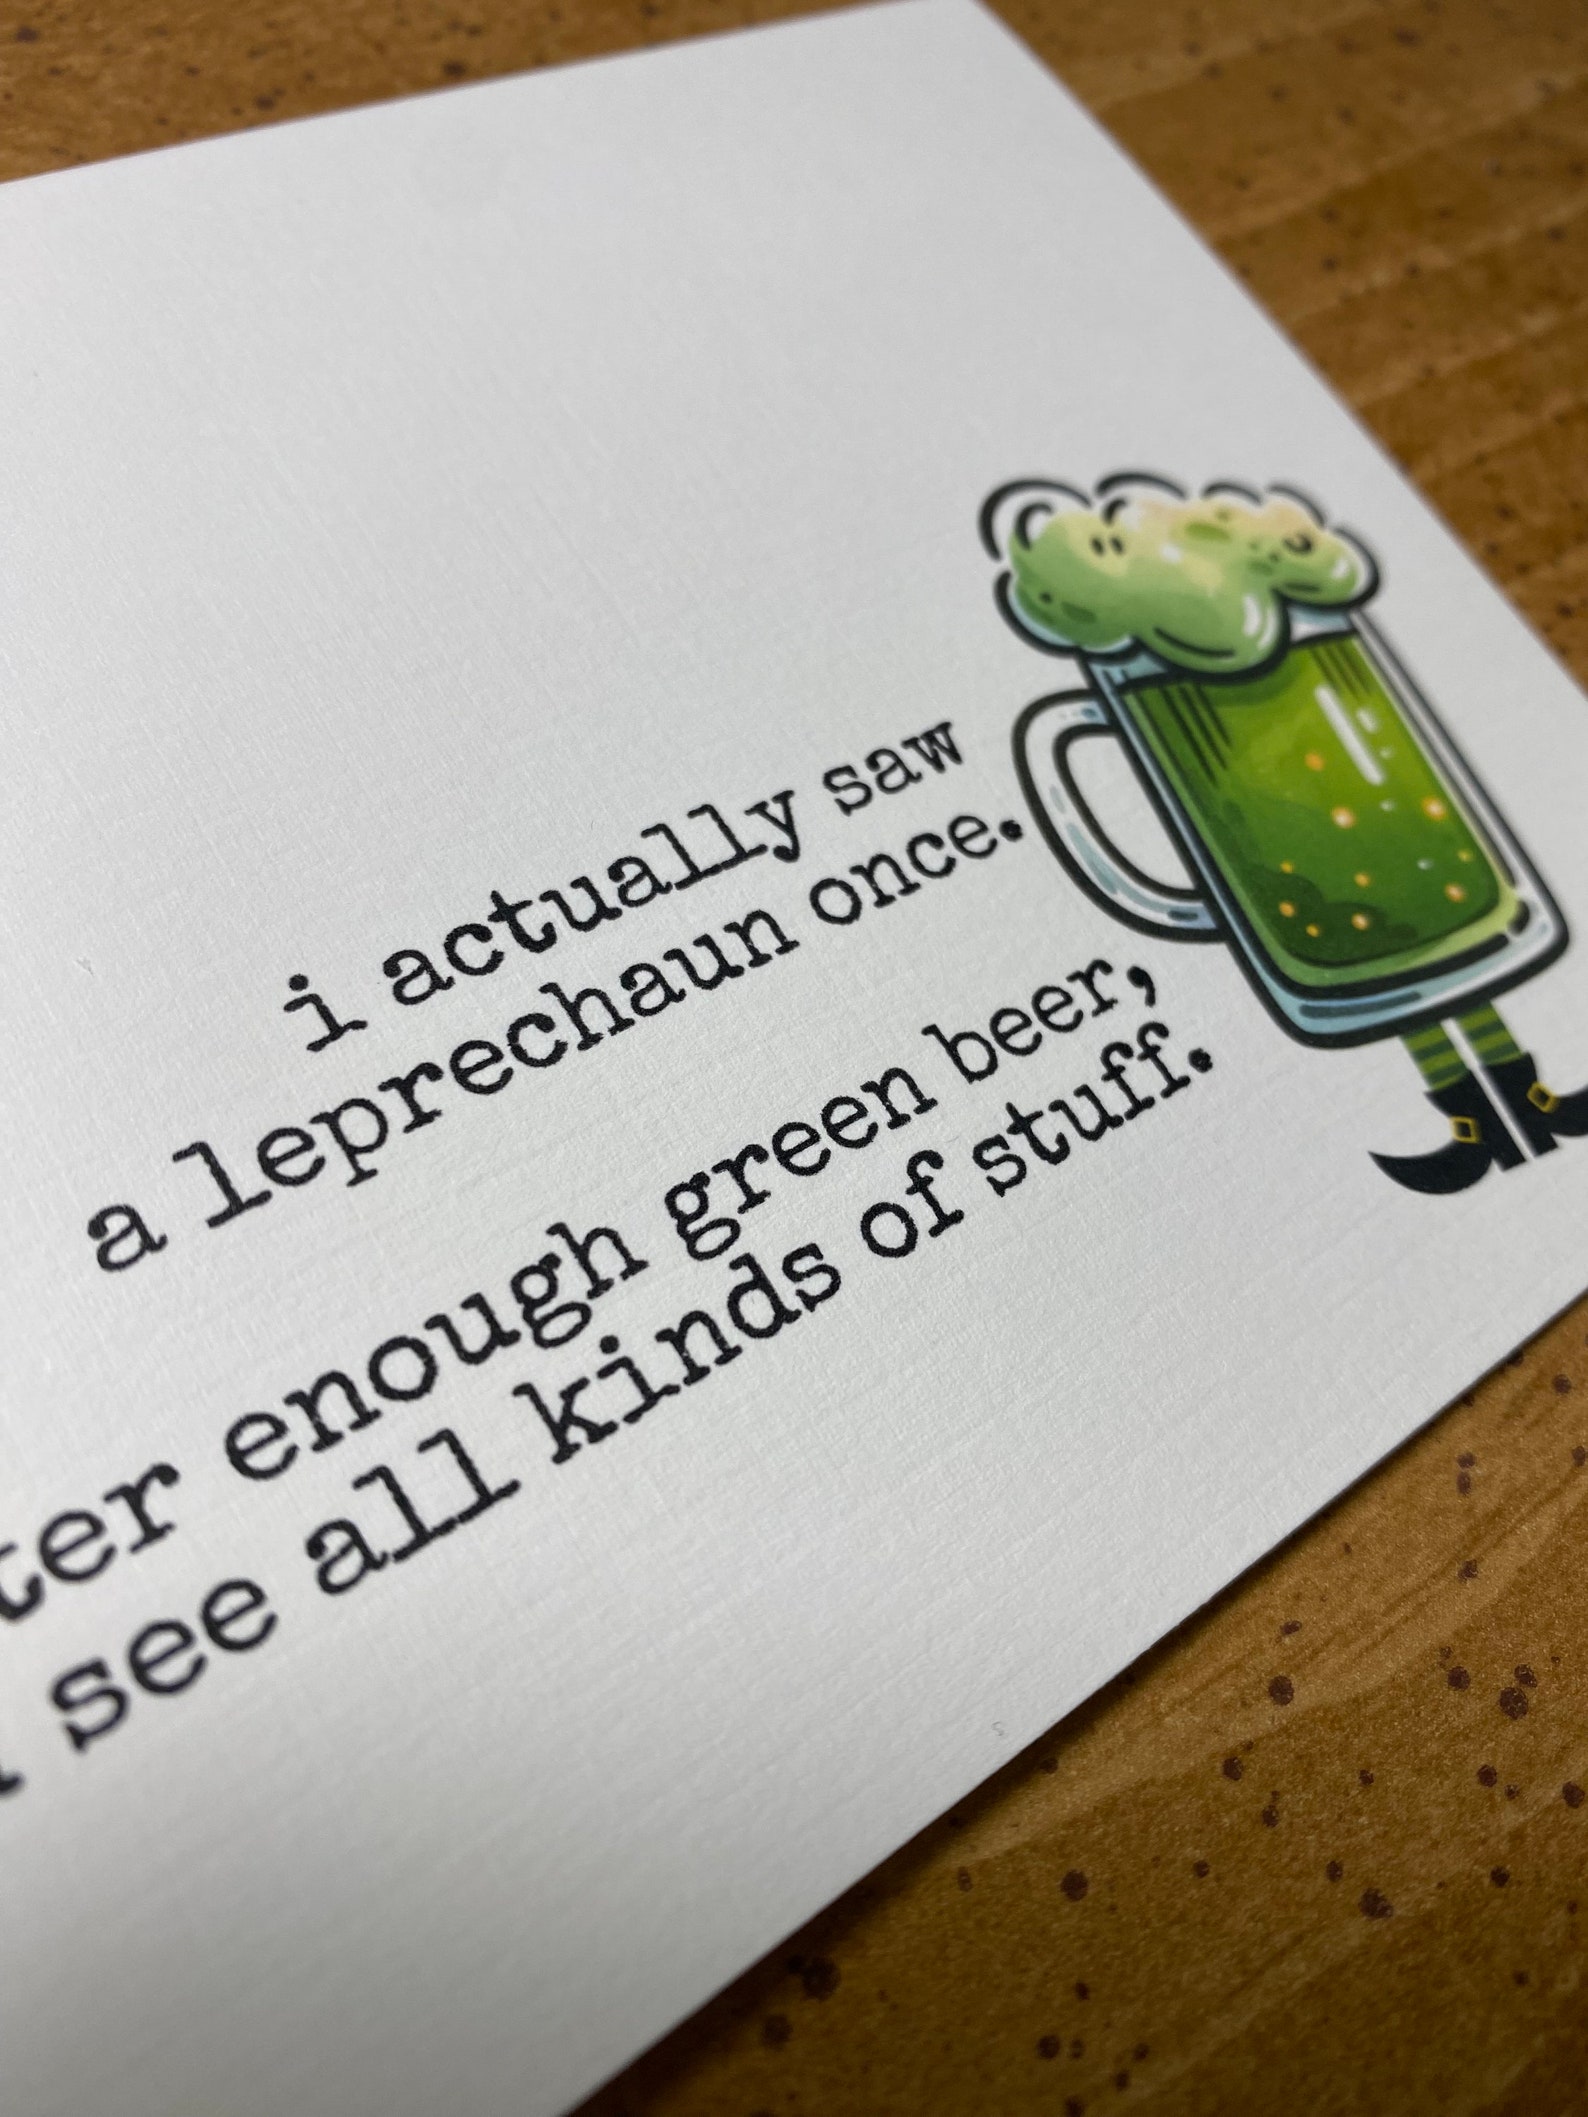 i actually saw
a leprechaun once.
ter enough green beer,
see all kinds of stuff.